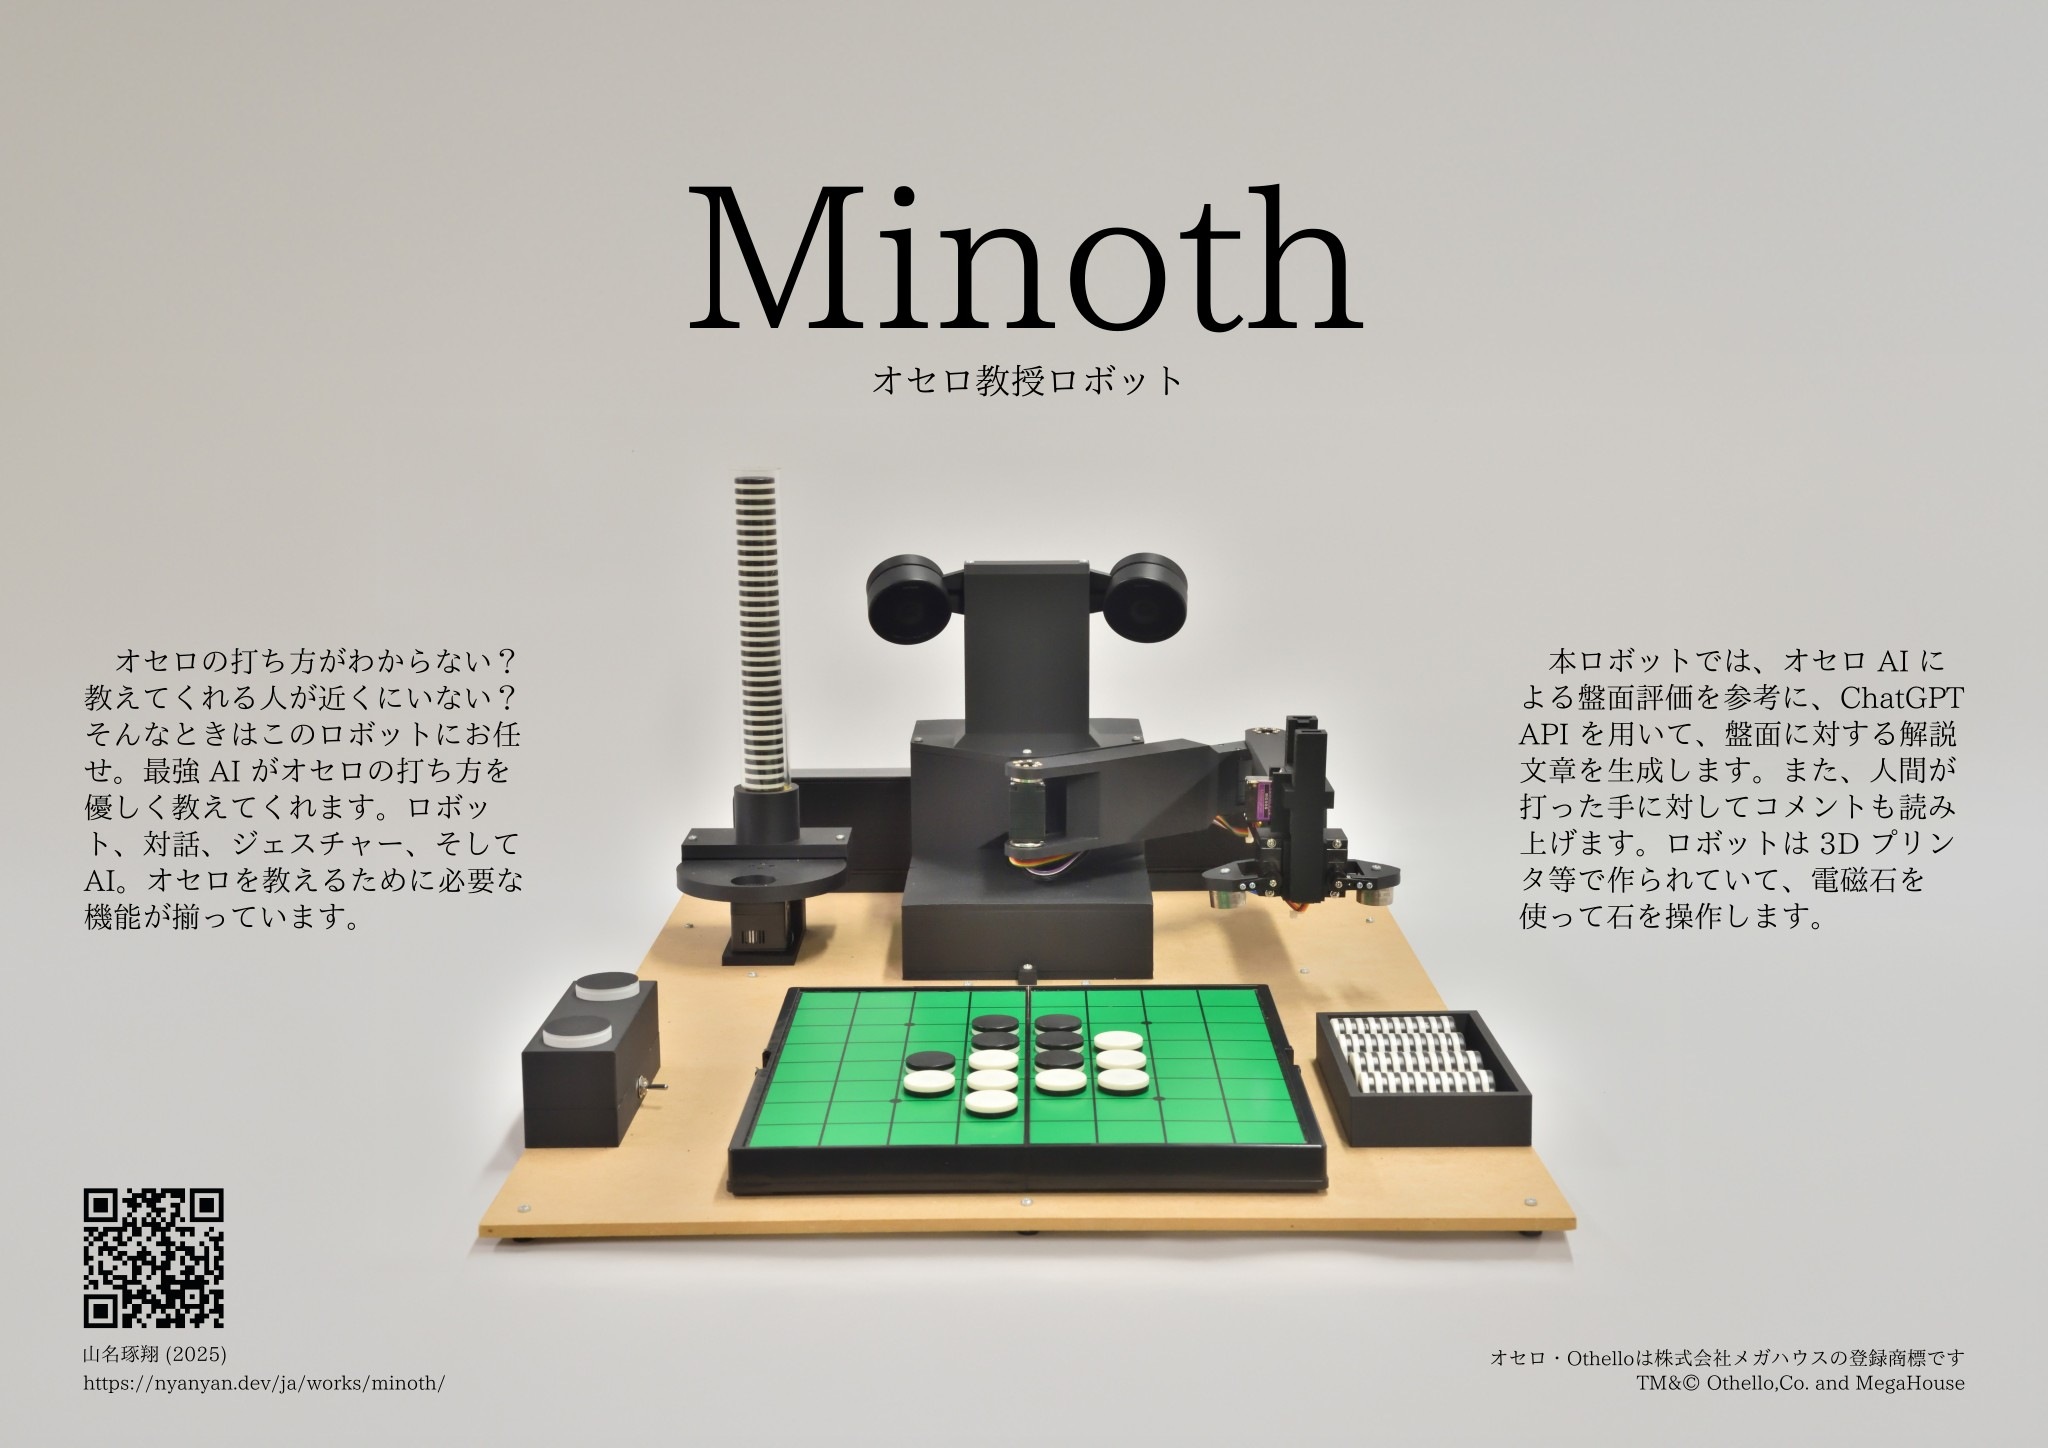 Minoth
オセロ教授ロボット
　オセロの打ち方がわからない？
教えてくれる人が近くにいない？
そんなときはこのロボットにお任
せ。最強 AI がオセロの打ち方を
優しく教えてくれます。ロボッ
ト、対話、ジェスチャー、そして
AI。オセロを教えるために必要な
機能が揃っています。
　本ロボットでは、オセロ AI に
よる盤面評価を参考に、ChatGPT
API を用いて、盤面に対する解説
文章を生成します。また、人間が
打った手に対してコメントも読み
上げます。ロボットは 3D プリン
タ等で作られていて、電磁石を
使って石を操作します。
山名琢翔 (2025)
https://nyanyan.dev/ja/works/minoth/
オセロ・Othelloは株式会社メガハウスの登録商標です
TM&© Othello,Co. and MegaHouse